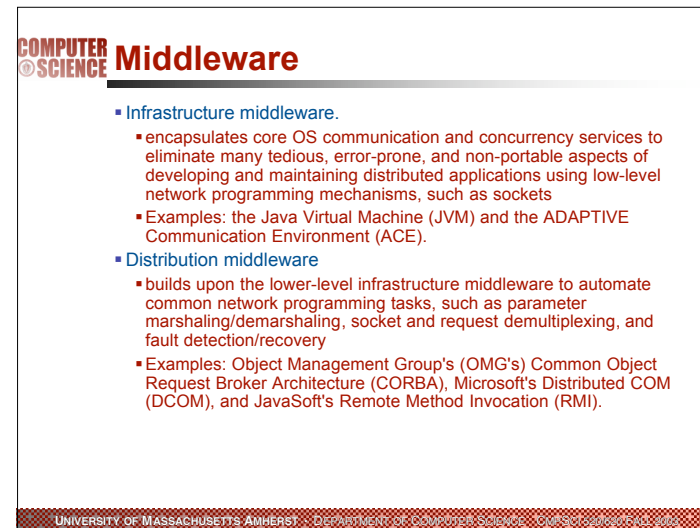 COMPUTER
SCIENCE
Middleware
Infrastructure middleware.
encapsulates core OS communication and concurrency services to
eliminate many tedious, error-prone, and non-portable aspects of
developing and maintaining distributed applications using low-level
network programming mechanisms, such as sockets
Examples: the Java Virtual Machine (JVM) and the ADAPTIVE
Communication Environment (ACE).
Distribution middleware
builds upon the lower-level infrastructure middleware to automate
common network programming tasks, such as parameter
marshaling/demarshaling, socket and request demultiplexing, and
fault detection/recovery
Examples: Object Management Group's (OMG's) Common Object
Request Broker Architecture (CORBA), Microsoft's Distributed COM
(DCOM), and JavaSoft's Remote Method Invocation (RMI).
UNIVERSITY OF MASSACHUSETTS AMHERST • DEPARTMENT OF COMPUTER SCIENCE • CMPSCI 520/620 FALL